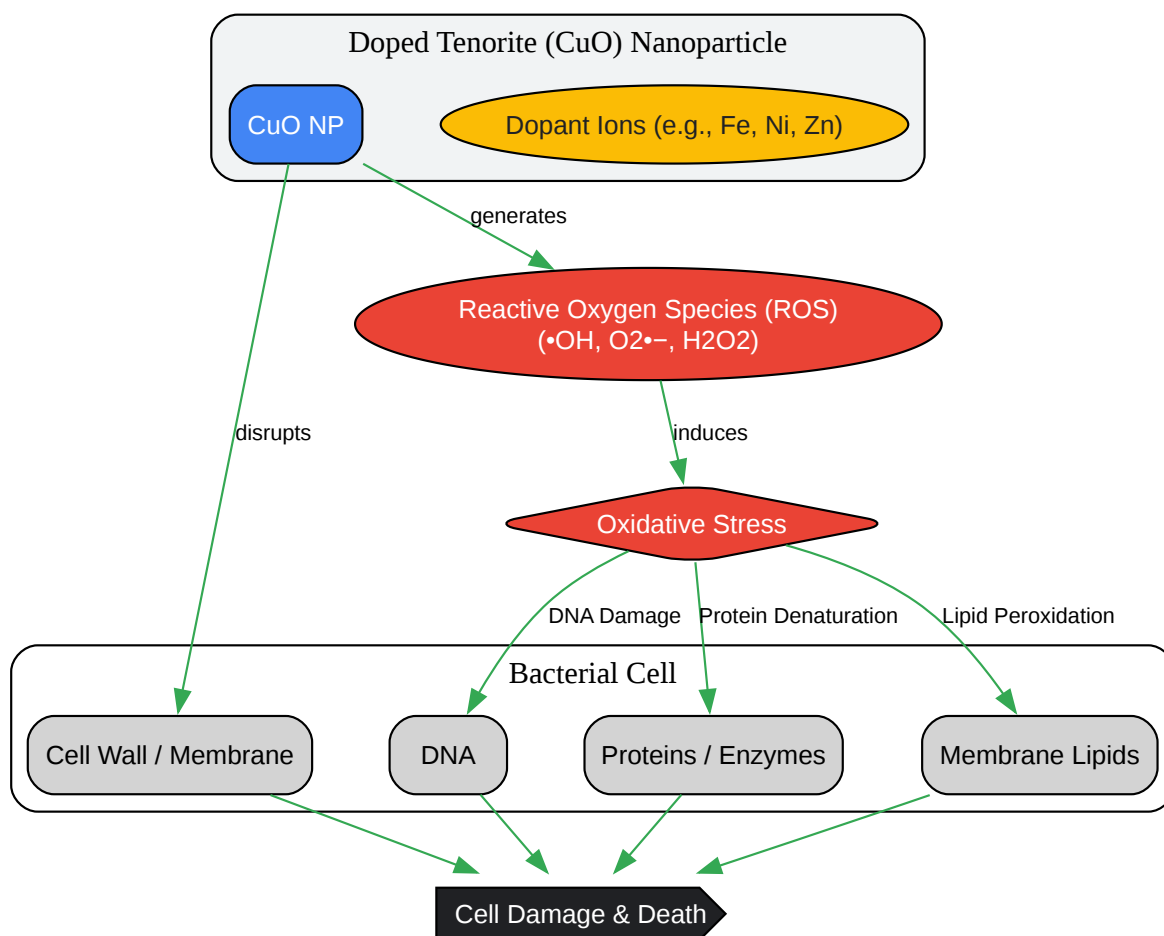 Doped Tenorite (CuO) Nanoparticle
CuO NP
Dopant Ions (e.g., Fe, Ni, Zn)
generates
Reactive Oxygen Species (ROS)
(•OH, O2•−, H2O2)
disrupts
induces
Oxidative Stress
DNA Damage
Protein Denaturation
Lipid Peroxidation
Bacterial Cell
Cell Wall / Membrane
DNA
Proteins / Enzymes
Membrane Lipids
Cell Damage & Death